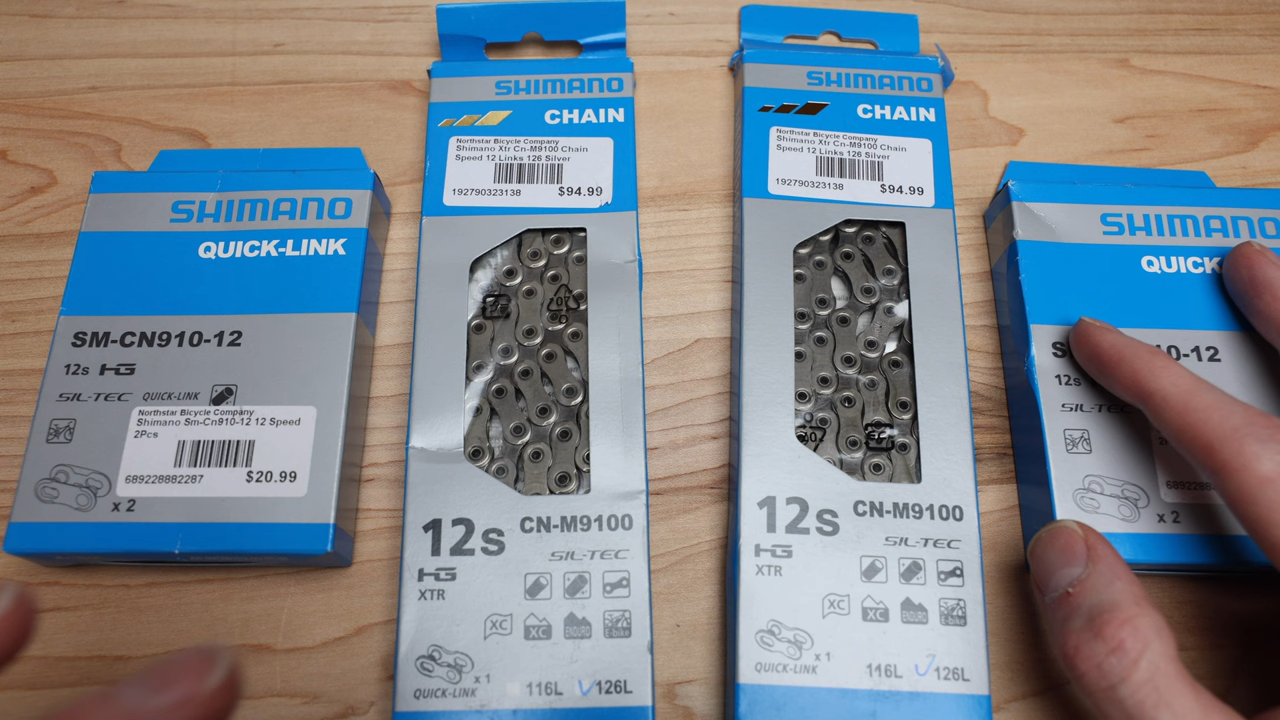 SHIMANO
QUICK-LINK
SM-CN910-12
12s HG
SIL-TEC QUICK-LINK
Northstar Bicycle Company
Shimano Sm-Cn910-12 12 Speed
2Pcs
689228882287 $20.99
x 2
SHIMANO
CHAIN
Northstar Bicycle Company
Shimano Xtr Cn-M9100 Chain
Speed 12 Links 126 Silver
192790323138 $94.99
12s CN-M9100
HG SIL-TEC
XTR
XC XC ENDURO E-bike
x 1
QUICK-LINK 116L 126L
SHIMANO
CHAIN
Northstar Bicycle Company
Shimano Xtr Cn-M9100 Chain
Speed 12 Links 126 Silver
192790323138 $94.99
12s CN-M9100
HG SIL-TEC
XTR
XC XC ENDURO E-bike
x 1
QUICK-LINK 116L 126L
SHIMANO
QUICK
10-12
12s
SIL-TEC
x 2